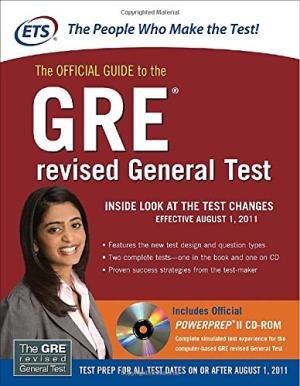 Copyrighted Material
ETS® The People Who Make the Test!
The OFFICIAL GUIDE to the
GRE®
revised General Test
INSIDE LOOK AT THE TEST CHANGES
EFFECTIVE AUGUST 1, 2011
• Features the new test design and question types
• Two complete tests—one in the book and one on CD
• Proven success strategies from the test-maker
Includes Official
POWERPREP® II CD-ROM
Complete simulated test experience for the
computer-based GRE revised General Test
The GRE®
revised
General Test
TEST PREP FOR ALL TEST DATES ON OR AFTER AUGUST 1, 2011
Copyrighted Material